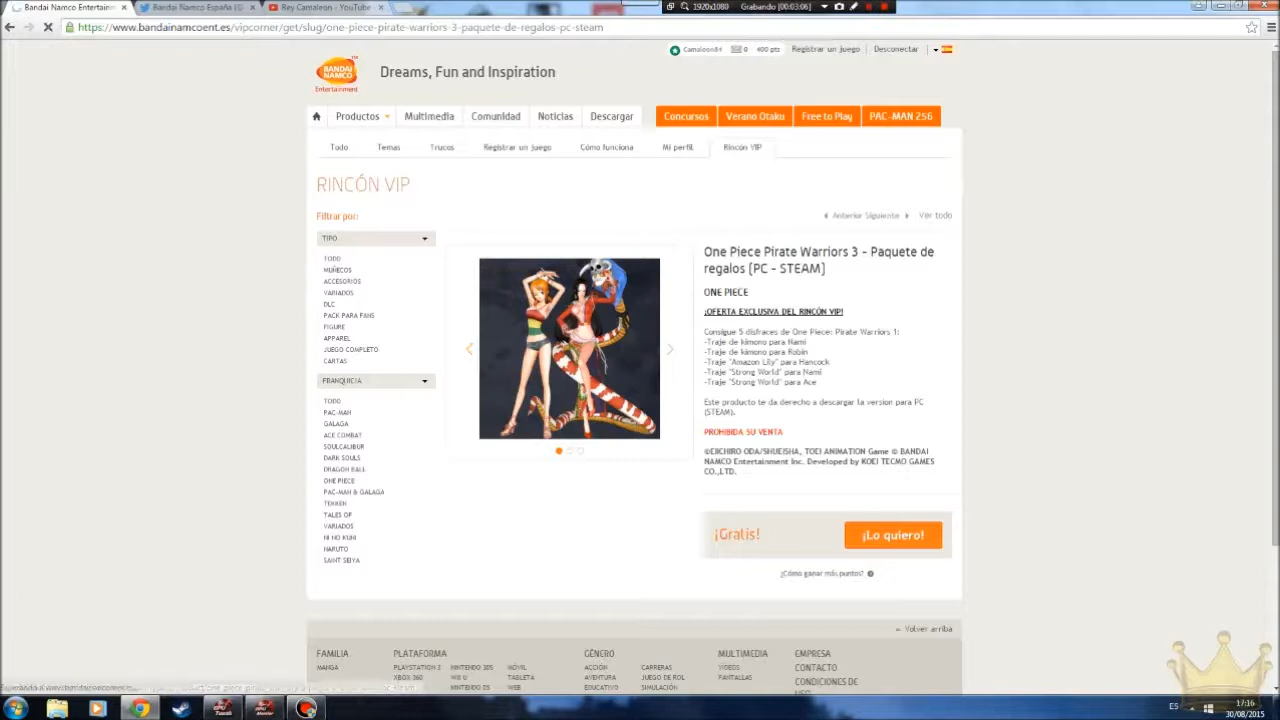 Bandai Namco Entertainment
Bandai Namco España (
Rey Camaleon - YouTube
1920x1080
Grabando [00:03:06]
https://www.bandainamcoent.es/vipcorner/get/slug/one-piece-pirate-warriors-3-paquete-de-regalos-pc-steam
Camaleon84
0
400 pts
Registrar un juego
Desconectar
BANDAI
NAMCO
Entertainment
Dreams, Fun and Inspiration
Productos
Multimedia
Comunidad
Noticias
Descargar
Concursos
Verano Otaku
Free to Play
PAC-MAN 256
Todo
Temas
Trucos
Registrar un juego
Cómo funciona
Mi perfil
Rincón VIP
RINCÓN VIP
Filtrar por:
Anterior
Siguiente
Ver todo
TIPO
TODO
MUÑECOS
ACCESORIOS
VARIADOS
DLC
PACK PARA FANS
FIGURE
APPAREL
JUEGO COMPLETO
CARTAS
FRANQUICIA
TODO
PAC-MAN
GALAGA
ACE COMBAT
SOULCALIBUR
DARK SOULS
DRAGON BALL
ONE PIECE
PAC-MAN & GALAGA
TEKKEN
TALES OF
VARIADOS
NI NO KUNI
NARUTO
SAINT SEIYA
One Piece Pirate Warriors 3 - Paquete de
regalos [PC - STEAM]
ONE PIECE
¡OFERTA EXCLUSIVA DEL RINCÓN VIP!
Consigue 5 disfraces de One Piece: Pirate Warriors 1:
-Traje de kimono para Nami
-Traje de kimono para Robin
-Traje "Amazon Lily" para Hancock
-Traje "Strong World" para Nami
-Traje "Strong World" para Ace
Este producto te da derecho a descargar la version para PC
(STEAM).
PROHIBIDA SU VENTA
©EIICHIRO ODA/SHUEISHA, TOEI ANIMATION Game © BANDAI
NAMCO Entertainment Inc. Developed by KOEI TECMO GAMES
CO.,LTD.
¡Gratis!
¡Lo quiero!
¿Cómo ganar más puntos?
Volver arriba
FAMILIA
MANGA
PLATAFORMA
PLAYSTATION 3
NINTENDO 3DS
MÓVIL
XBOX 360
WII U
TABLETA
NINTENDO DS
WEB
GÉNERO
ACCIÓN
CARRERAS
AVENTURA
JUEGO DE ROL
EDUCATIVO
SIMULACIÓN
MULTIMEDIA
VIDEOS
PANTALLAS
EMPRESA
CONTACTO
CONDICIONES DE
ES
17:16
30/08/2015